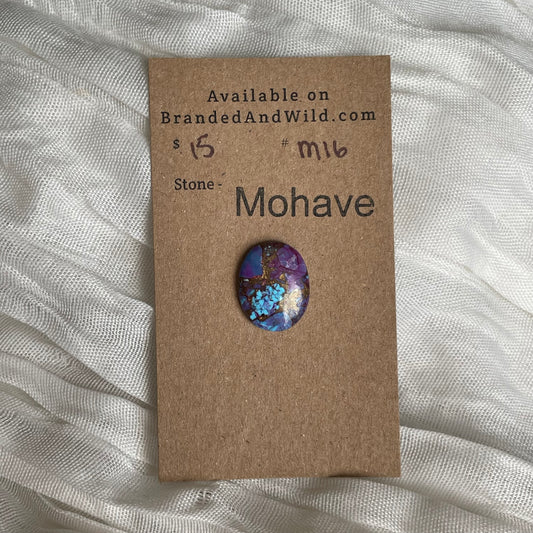 Available on
BrandedAndWild.com
$ 15 # M16
Stone - Mohave